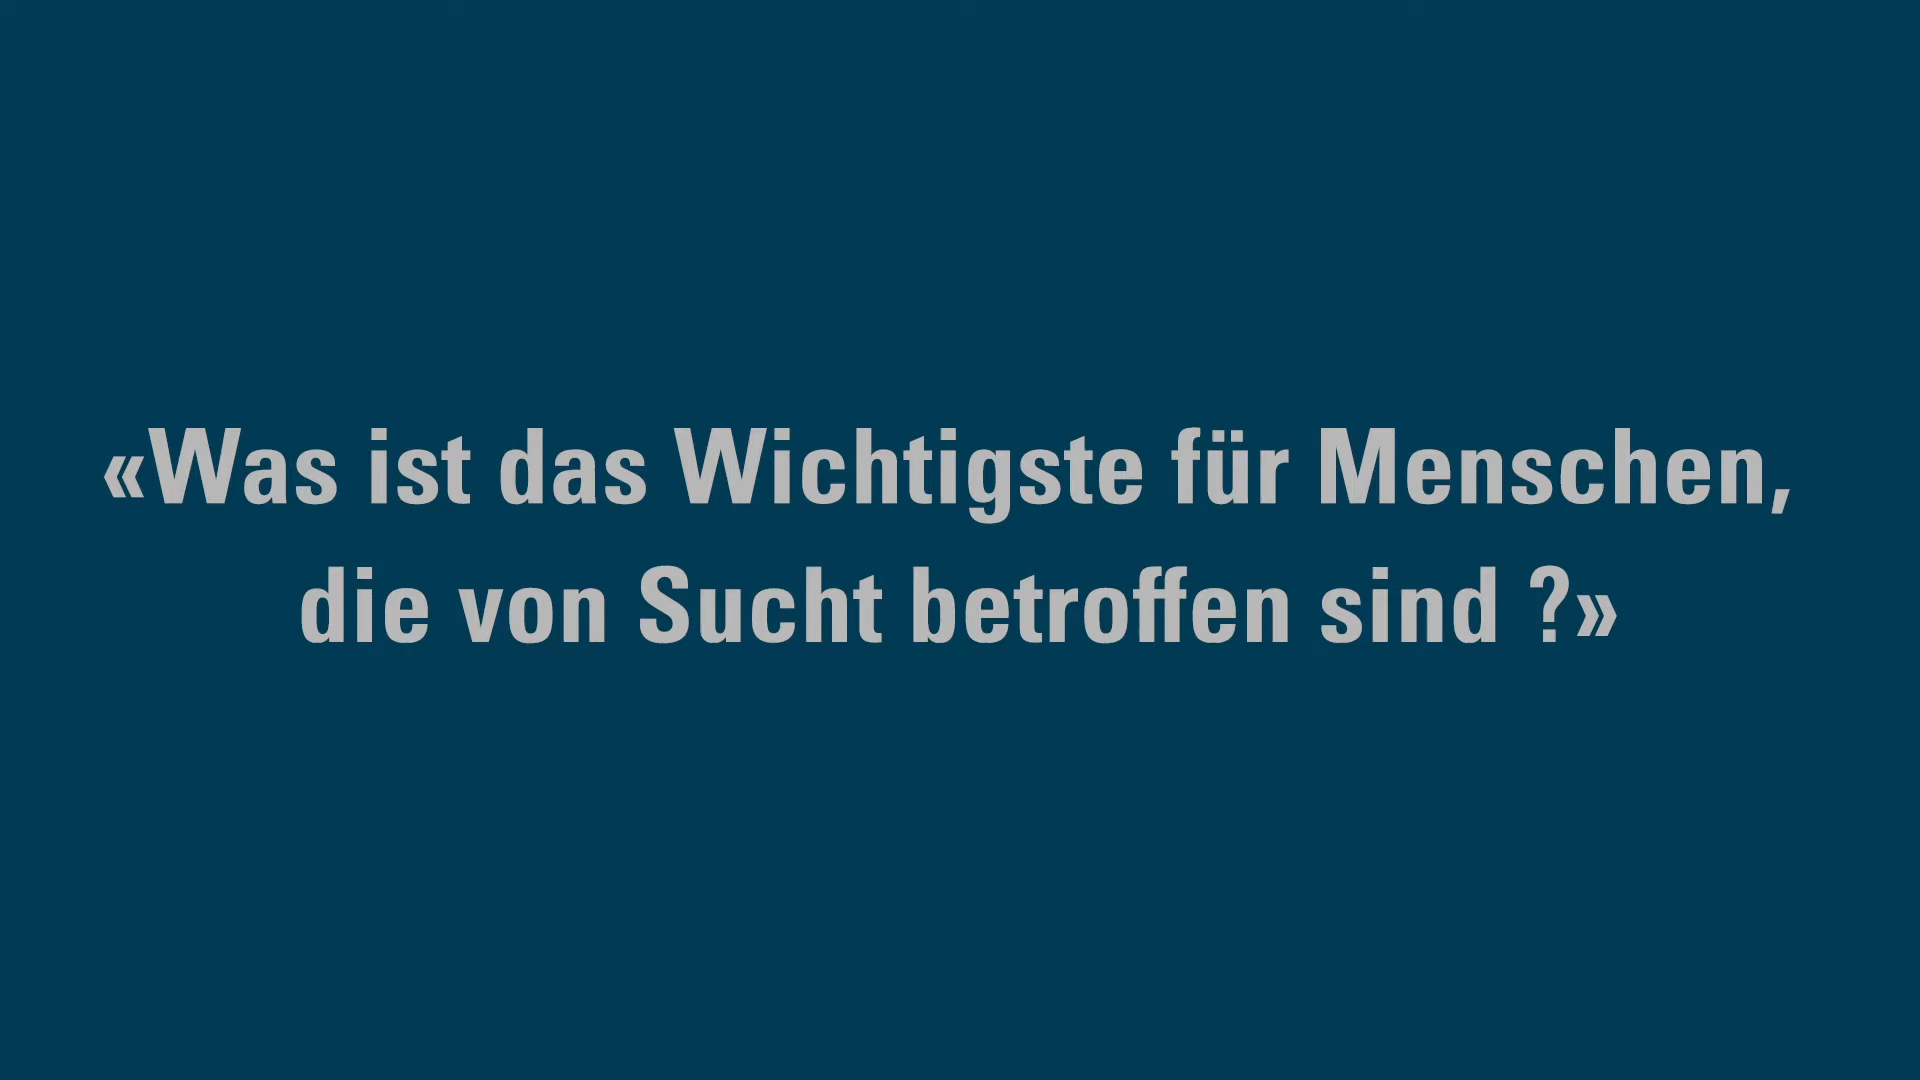 «Was ist das Wichtigste für Menschen,
die von Sucht betroffen sind ?»